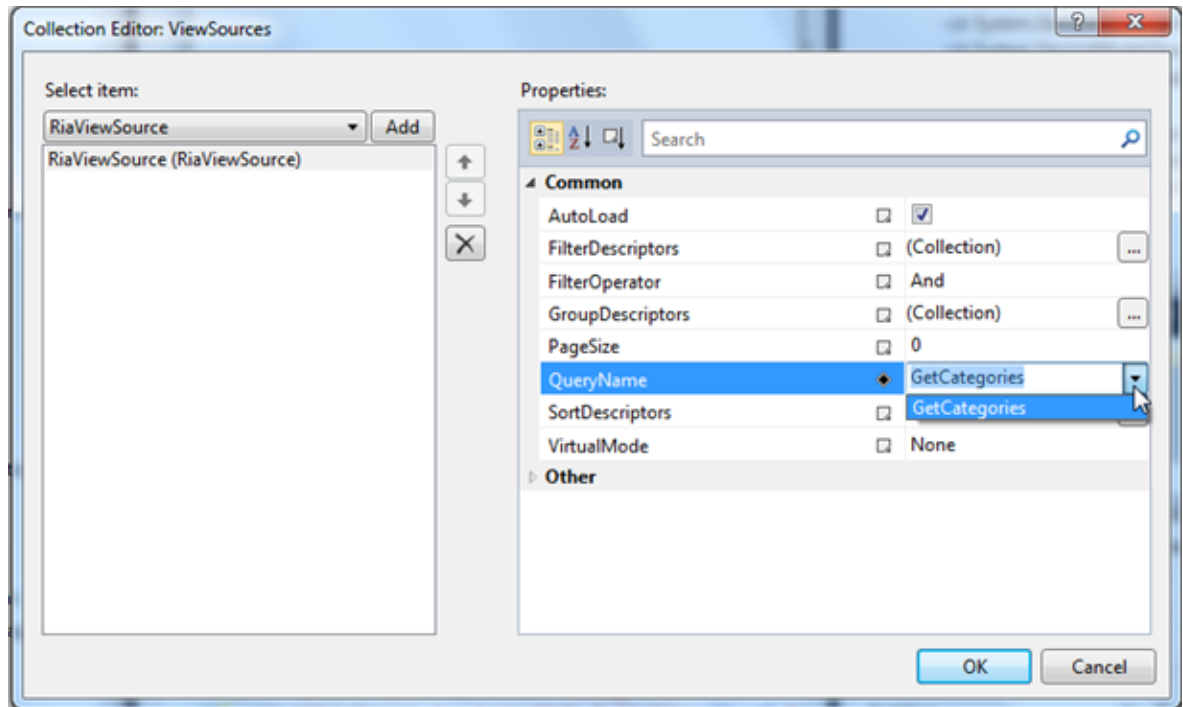 Collection Editor: ViewSources
Select item:
RiaViewSource
Add
RiaViewSource (RiaViewSource)
Properties:
Search
Common
AutoLoad
FilterDescriptors (Collection) ...
FilterOperator And
GroupDescriptors (Collection) ...
PageSize 0
QueryName GetCategories
SortDescriptors GetCategories
VirtualMode None
Other
OK Cancel